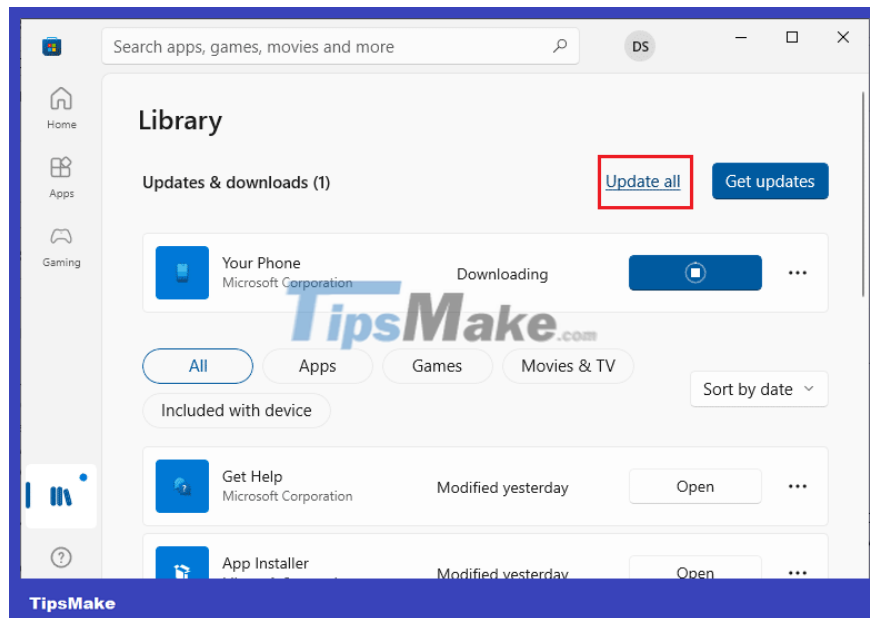 Search apps, games, movies and more
DS
Home
Library
Apps
Updates & downloads (1)
Update all
Get updates
Gaming
Your Phone
Microsoft Corporation
Downloading
TipsMake.com
All
Apps
Games
Movies & TV
Sort by date
Included with device
Get Help
Microsoft Corporation
Modified yesterday
Open
App Installer
Modified yesterday
Open
TipsMake